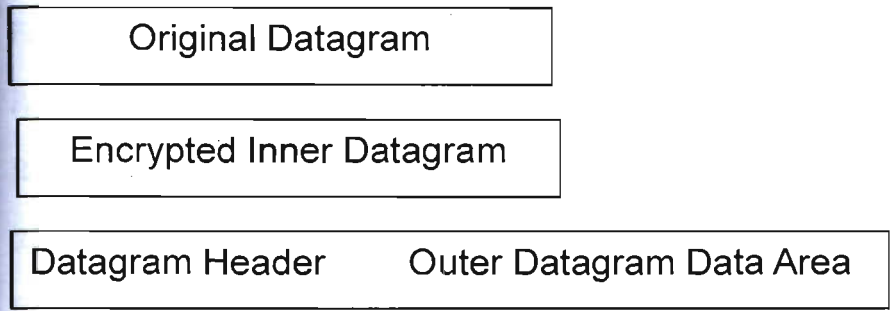 Original Datagram
Encrypted Inner Datagram
Datagram Header Outer Datagram Data Area